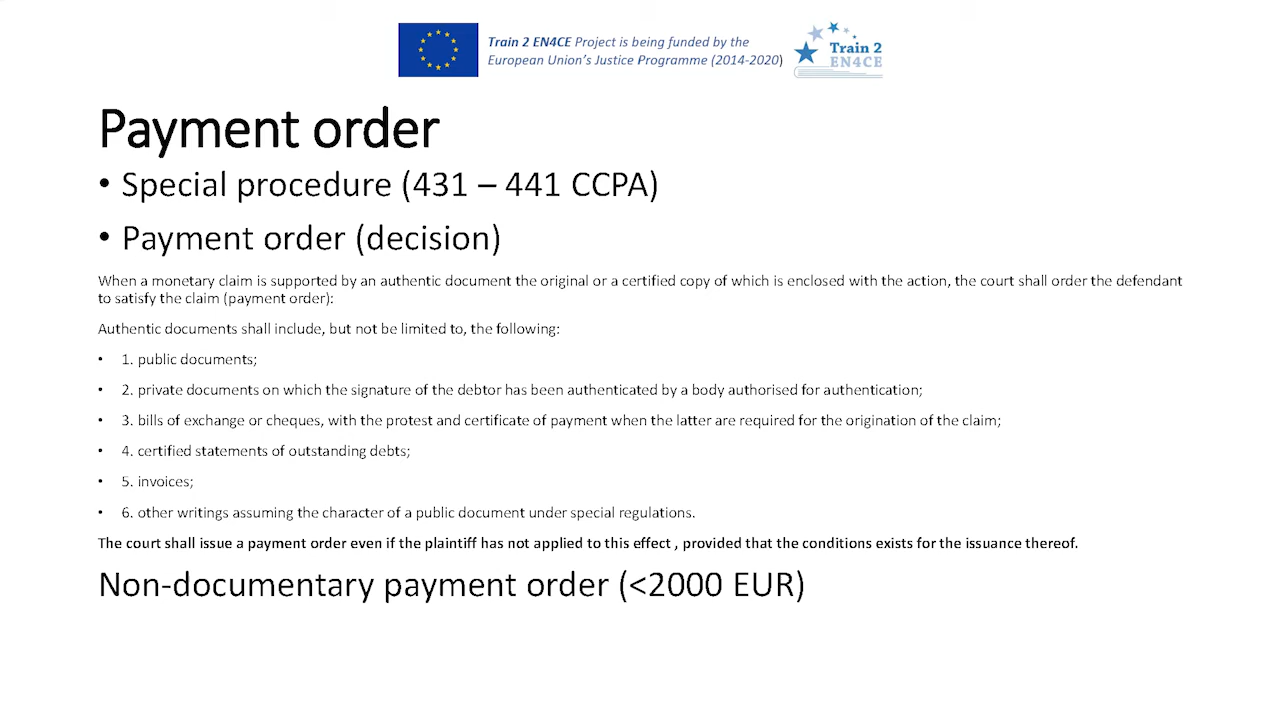 Train 2 EN4CE Project is being funded by the
European Union's Justice Programme (2014-2020)
Train 2
EN4CE
Payment order
• Special procedure (431 – 441 CCPA)
• Payment order (decision)
When a monetary claim is supported by an authentic document the original or a certified copy of which is enclosed with the action, the court shall order the defendant
to satisfy the claim (payment order):
Authentic documents shall include, but not be limited to, the following:
• 1. public documents;
• 2. private documents on which the signature of the debtor has been authenticated by a body authorised for authentication;
• 3. bills of exchange or cheques, with the protest and certificate of payment when the latter are required for the origination of the claim;
• 4. certified statements of outstanding debts;
• 5. invoices;
• 6. other writings assuming the character of a public document under special regulations.
The court shall issue a payment order even if the plaintiff has not applied to this effect , provided that the conditions exists for the issuance thereof.
Non-documentary payment order (<2000 EUR)